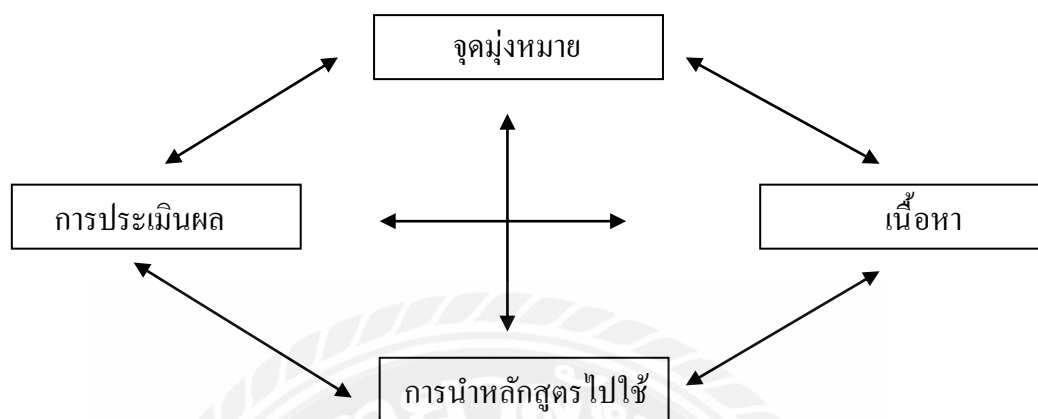 จุดมุ่งหมาย
การประเมินผล
เนื้อหา
การนำหลักสูตรไปใช้